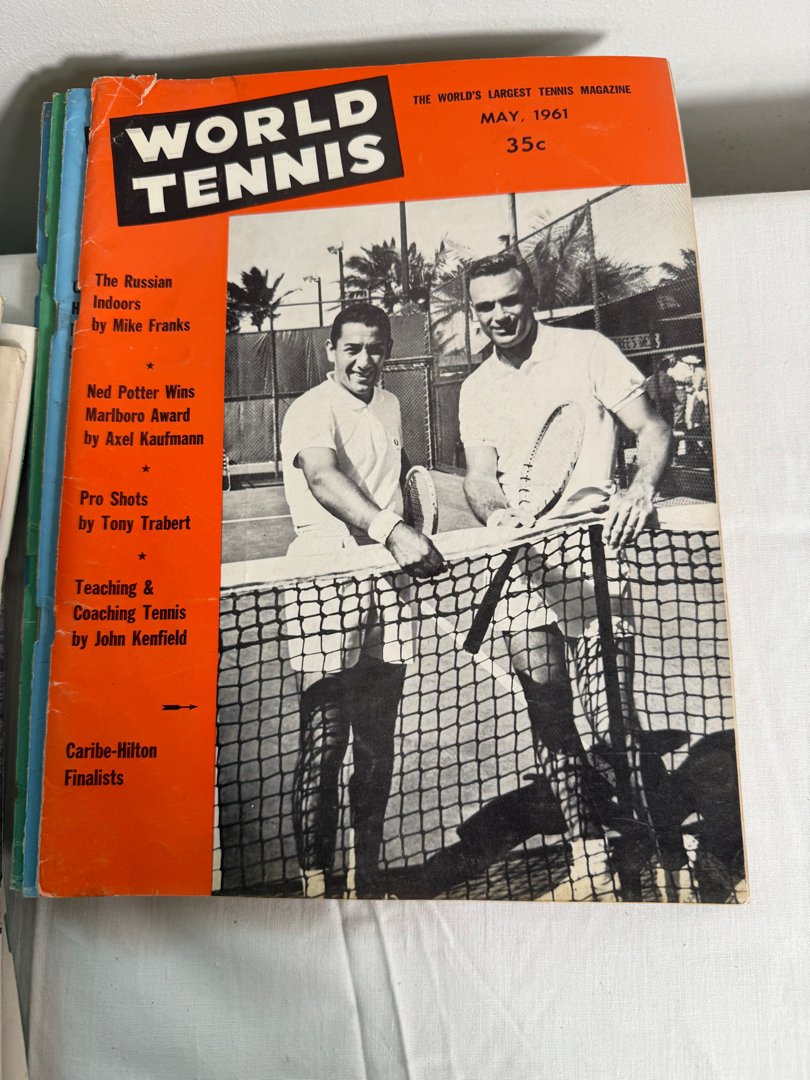 WORLD
TENNIS
THE WORLD'S LARGEST TENNIS MAGAZINE
MAY, 1961
35c
The Russian
Indoors
by Mike Franks
★
Ned Potter Wins
Marlboro Award
by Axel Kaufmann
★
Pro Shots
by Tony Trabert
★
Teaching &
Coaching Tennis
by John Kenfield
Caribe-Hilton
Finalists